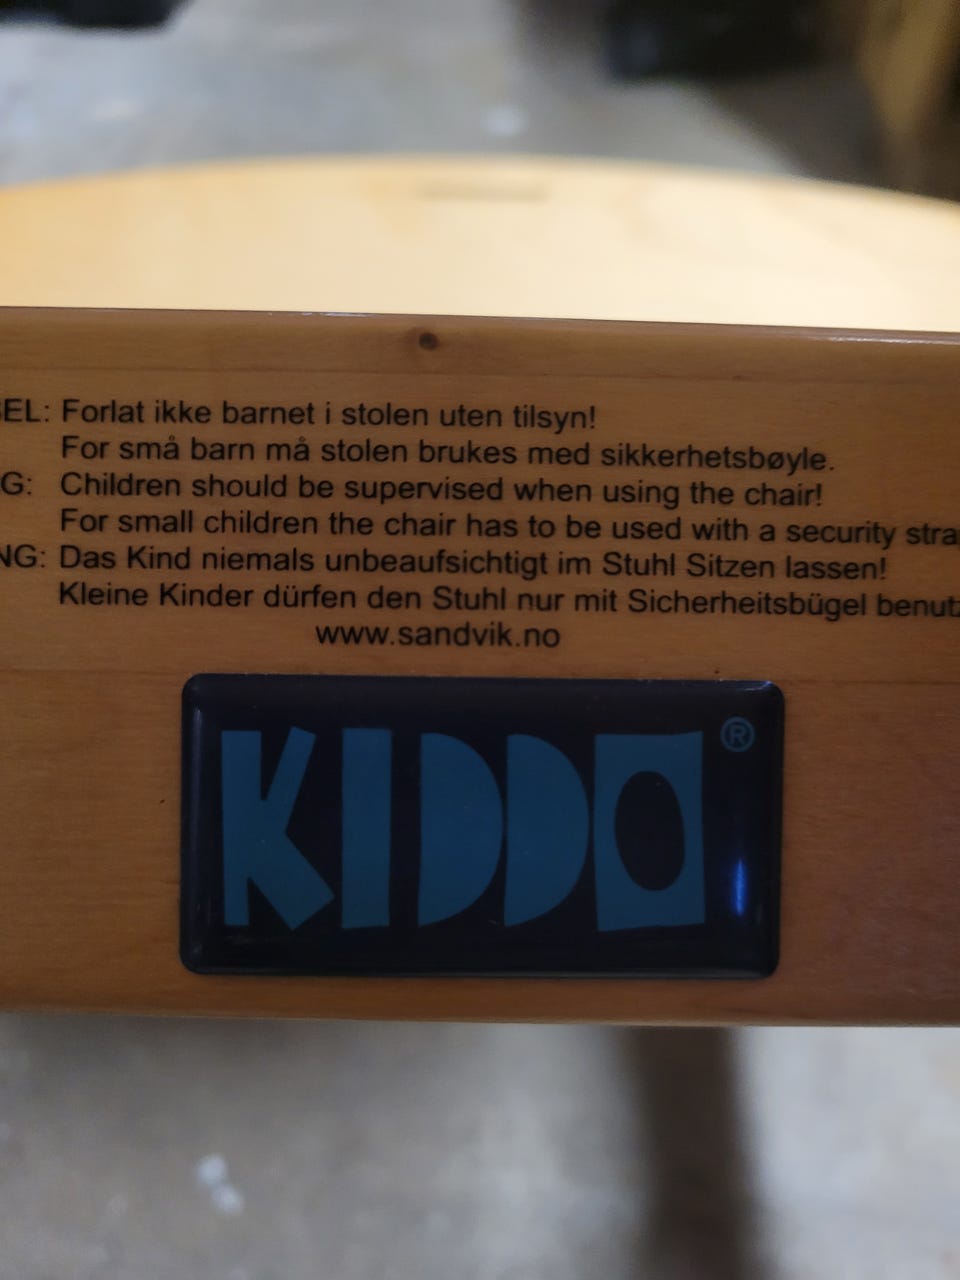 EL: Forlat ikke barnet i stolen uten tilsyn!
For små barn må stolen brukes med sikkerhetsbøyle.
G: Children should be supervised when using the chair!
For small children the chair has to be used with a security stra
NG: Das Kind niemals unbeaufsichtigt im Stuhl Sitzen lassen!
Kleine Kinder dürfen den Stuhl nur mit Sicherheitsbügel benut
www.sandvik.no
KIDDO ®